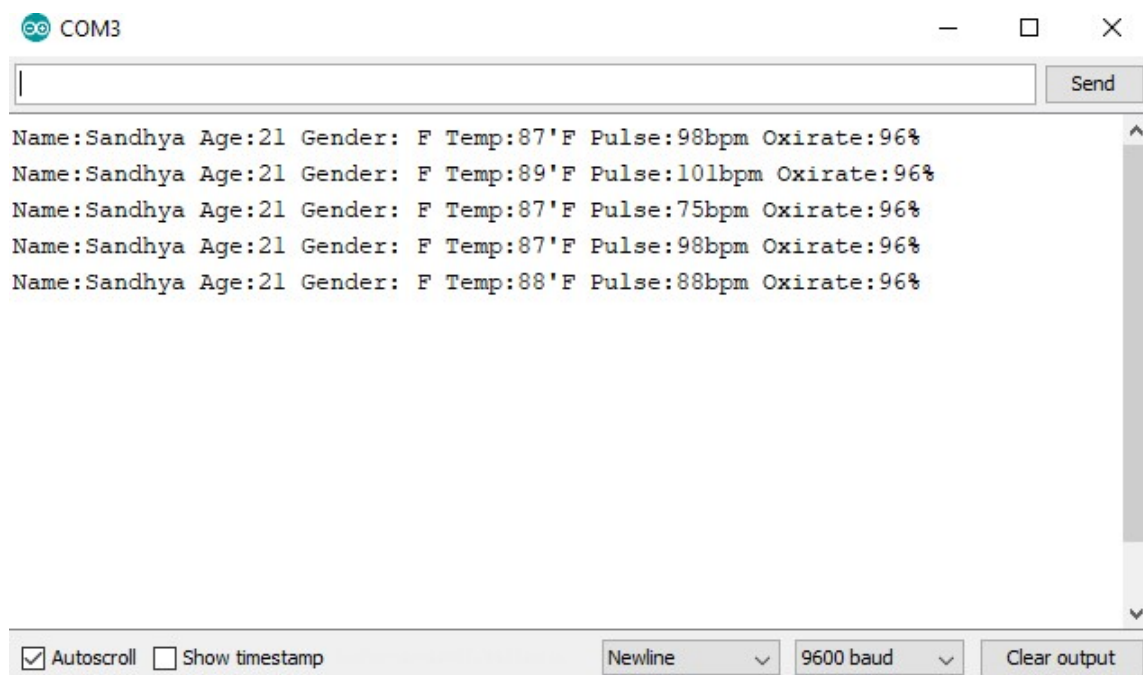 COM3
Send
Name:Sandhya Age:21 Gender: F Temp:87'F Pulse:98bpm Oxirate:96%
Name:Sandhya Age:21 Gender: F Temp:89'F Pulse:101bpm Oxirate:96%
Name:Sandhya Age:21 Gender: F Temp:87'F Pulse:75bpm Oxirate:96%
Name:Sandhya Age:21 Gender: F Temp:87'F Pulse:98bpm Oxirate:96%
Name:Sandhya Age:21 Gender: F Temp:88'F Pulse:88bpm Oxirate:96%
Autoscroll Show timestamp Newline 9600 baud Clear output